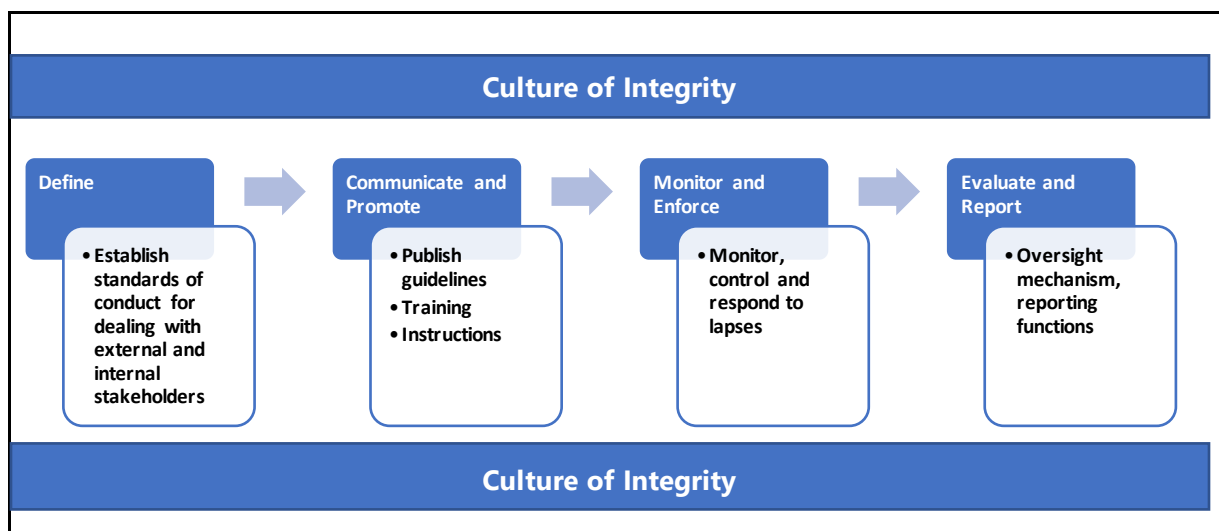 Culture of Integrity
Define
• Establish
standards of
conduct for
dealing with
external and
internal
stakeholders
Communicate and
Promote
• Publish
guidelines
• Training
• Instructions
Monitor and
Enforce
• Monitor,
control and
respond to
lapses
Evaluate and
Report
• Oversight
mechanism,
reporting
functions
Culture of Integrity